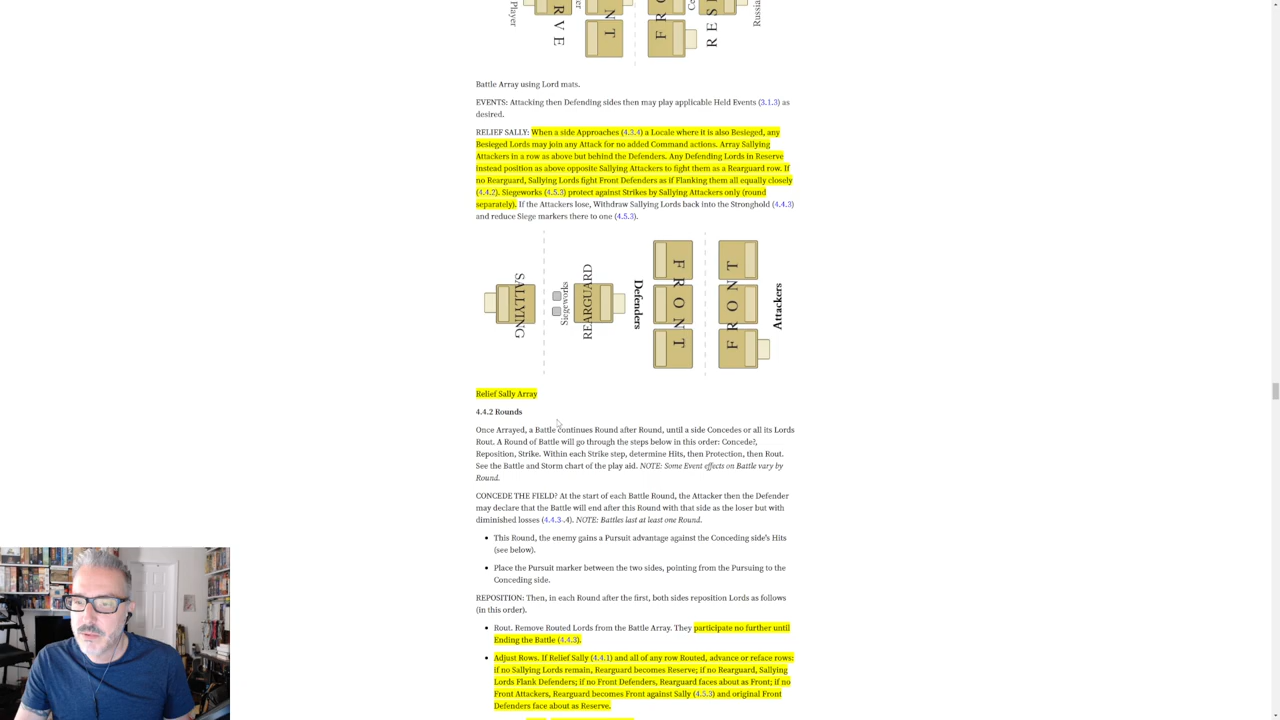 Player
R V E
N T
F R O
R E S
Russia
Battle Array using Lord mats.
EVENTS: Attacking then Defending sides then may play applicable Held Events (3.1.3) as
desired.
RELIEF SALLY: When a side Approaches (4.3.4) a Locale where it is also Besieged, any
Besieged Lords may join any Attack for no added Command actions. Array Sallying
Attackers in a row as above but behind the Defenders. Any Defending Lords in Reserve
instead position as above opposite Sallying Attackers to fight them as a Rearguard row. If
no Rearguard, Sallying Lords fight Front Defenders as if Flanking them all equally closely
(4.4.2). Siegeworks (4.5.3) protect against Strikes by Sallying Attackers only (round
separately). If the Attackers lose, Withdraw Sallying Lords back into the Stronghold (4.4.3)
and reduce Siege markers there to one (4.5.3).
SALLYING
Siegeworks
REARGUARD
Defenders
FRONT
FRONT
Attackers
Relief Sally Array
4.4.2 Rounds
Once Arrayed, a Battle continues Round after Round, until a side Concedes or all its Lords
Rout. A Round of Battle will go through the steps below in this order: Concede?,
Reposition, Strike. Within each Strike step, determine Hits, then Protection, then Rout.
See the Battle and Storm chart of the play aid. NOTE: Some Event effects on Battle vary by
Round.
CONCEDE THE FIELD? At the start of each Battle Round, the Attacker then the Defender
may declare that the Battle will end after this Round with that side as the loser but with
diminished losses (4.4.3-.4). NOTE: Battles last at least one Round.
• This Round, the enemy gains a Pursuit advantage against the Conceding side's Hits
(see below).
• Place the Pursuit marker between the two sides, pointing from the Pursuing to the
Conceding side.
REPOSITION: Then, in each Round after the first, both sides reposition Lords as follows
(in this order).
• Rout. Remove Routed Lords from the Battle Array. They participate no further until
Ending the Battle (4.4.3).
• Adjust Rows. If Relief Sally (4.4.1) and all of any row Routed, advance or reface rows:
if no Sallying Lords remain, Rearguard becomes Reserve; if no Rearguard, Sallying
Lords Flank Defenders; if no Front Defenders, Rearguard faces about as Front; if no
Front Attackers, Rearguard becomes Front against Sally (4.5.3) and original Front
Defenders face about as Reserve.